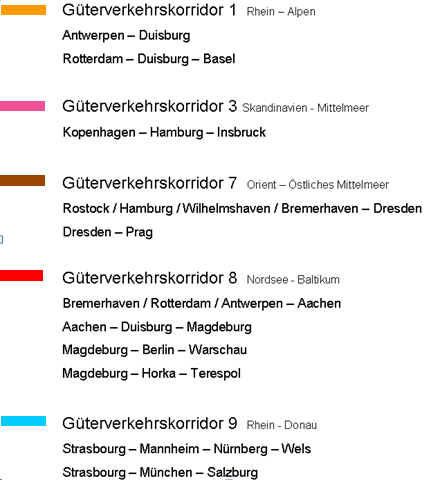 Güterverkehrskorridor 1 Rhein – Alpen
Antwerpen – Duisburg
Rotterdam – Duisburg – Basel
Güterverkehrskorridor 3 Skandinavien - Mittelmeer
Kopenhagen – Hamburg – Insbruck
Güterverkehrskorridor 7 Orient – Östliches Mittelmeer
Rostock / Hamburg / Wilhelmshaven / Bremerhaven – Dresden
Dresden – Prag
Güterverkehrskorridor 8 Nordsee - Baltikum
Bremerhaven / Rotterdam / Antwerpen – Aachen
Aachen – Duisburg – Magdeburg
Magdeburg – Berlin – Warschau
Magdeburg – Horka – Terespol
Güterverkehrskorridor 9 Rhein - Donau
Strasbourg – Mannheim – Nürnberg – Wels
Strasbourg – München – Salzburg